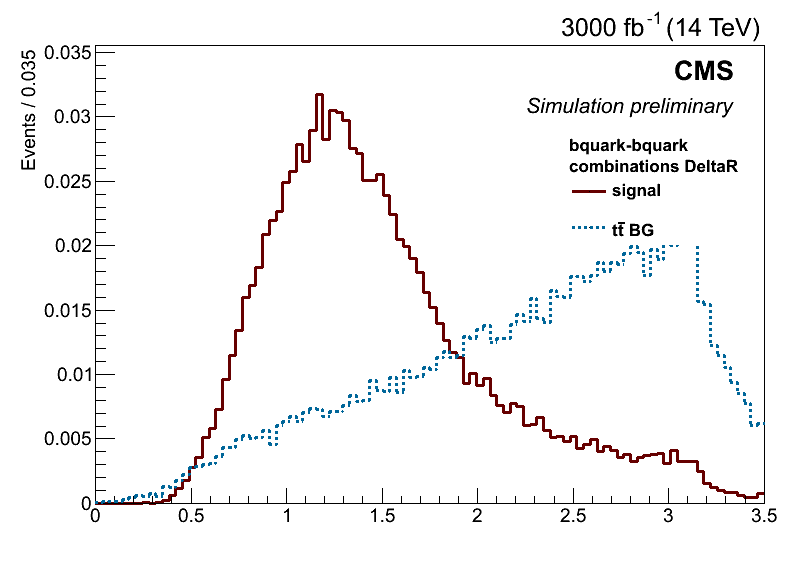 3000 fb⁻¹ (14 TeV)
Events / 0.035
CMS
Simulation preliminary
bquark-bquark
combinations DeltaR
signal
tt̄ BG
0.035
0.03
0.025
0.02
0.015
0.01
0.005
0
0 0.5 1 1.5 2 2.5 3 3.5